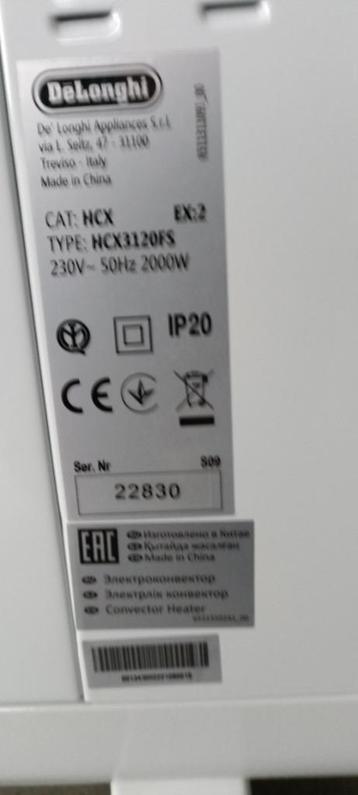 DeLonghi
De' Longhi Appliances S.r.l.
via L. Seitz, 47 - 31100
Treviso - Italy
Made in China
CAT: HCX EX:2
TYPE: HCX3120FS
230V~ 50Hz 2000W
IP20
CE
Ser. Nr S09
22830
EAC
Изготовлено в Китае
Қытайда жасалған
Made in China
Электроконвектор
Электрлік конвектор
Convector Heater